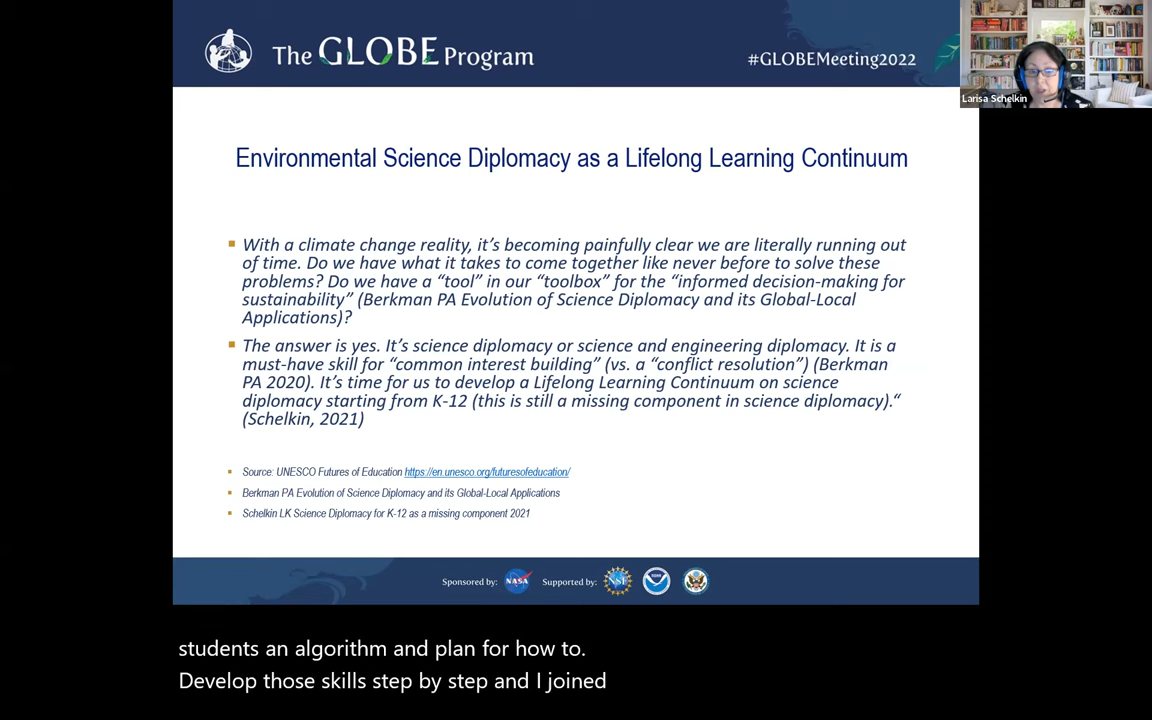 The GLOBE Program
#GLOBEMeeting2022
Larisa Schelkin
Environmental Science Diplomacy as a Lifelong Learning Continuum
With a climate change reality, it's becoming painfully clear we are literally running out
of time. Do we have what it takes to come together like never before to solve these
problems? Do we have a "tool" in our "toolbox" for the "informed decision-making for
sustainability" (Berkman PA Evolution of Science Diplomacy and its Global-Local
Applications)?
The answer is yes. It's science diplomacy or science and engineering diplomacy. It is a
must-have skill for "common interest building" (vs. a "conflict resolution") (Berkman
PA 2020). It's time for us to develop a Lifelong Learning Continuum on science
diplomacy starting from K-12 (this is still a missing component in science diplomacy)."
(Schelkin, 2021)
Source: UNESCO Futures of Education https://en.unesco.org/futuresofeducation/
Berkman PA Evolution of Science Diplomacy and its Global-Local Applications
Schelkin LK Science Diplomacy for K-12 as a missing component 2021
Sponsored by: NASA Supported by: NSF
students an algorithm and plan for how to.
Develop those skills step by step and I joined